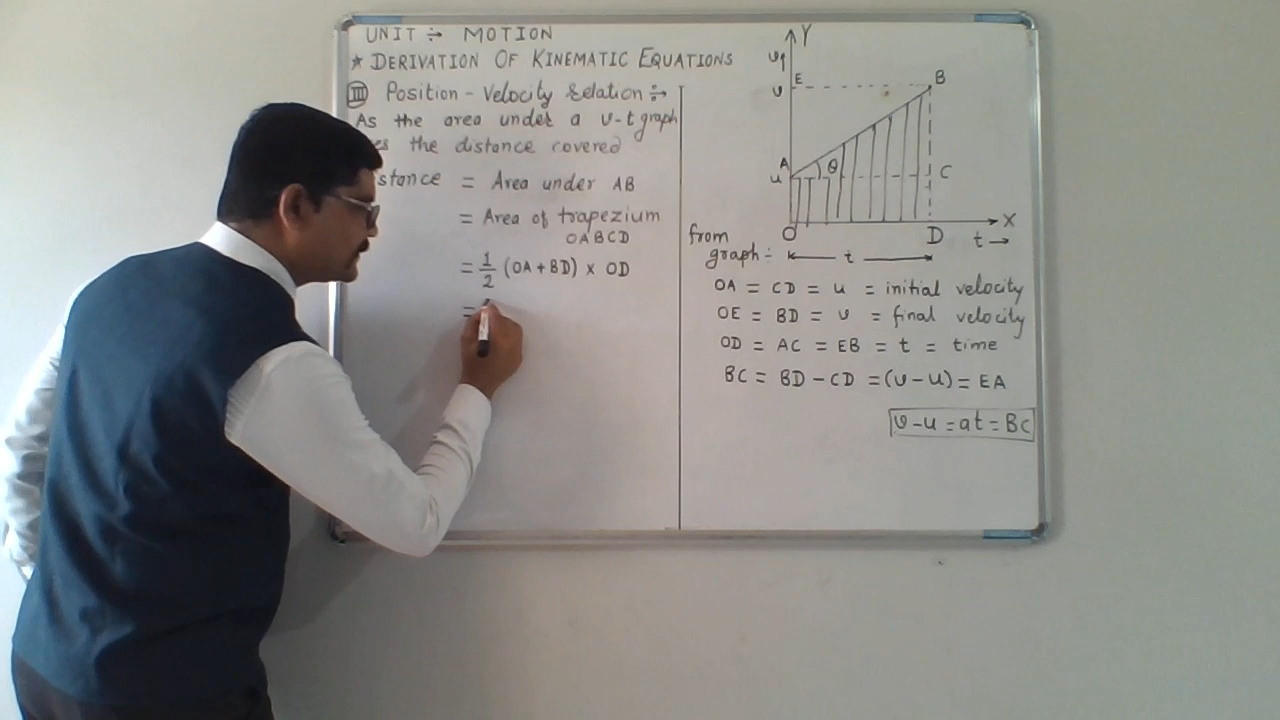 UNIT ÷ MOTION
* DERIVATION OF KINEMATIC EQUATIONS
III Position - Velocity Relation ÷
As the area under a v-t graph
the distance covered
= Area under AB
= Area of trapezium
OABCD
= 1/2 (OA + BD) x OD
=
Y
v↑
E
B
v
A
θ
u
C
O
D
X
t →
from
graph :-
t
OA = CD = u = initial velocity
OE = BD = v = final velocity
OD = AC = EB = t = time
BC = BD - CD = (v - u) = EA
v - u = at = BC